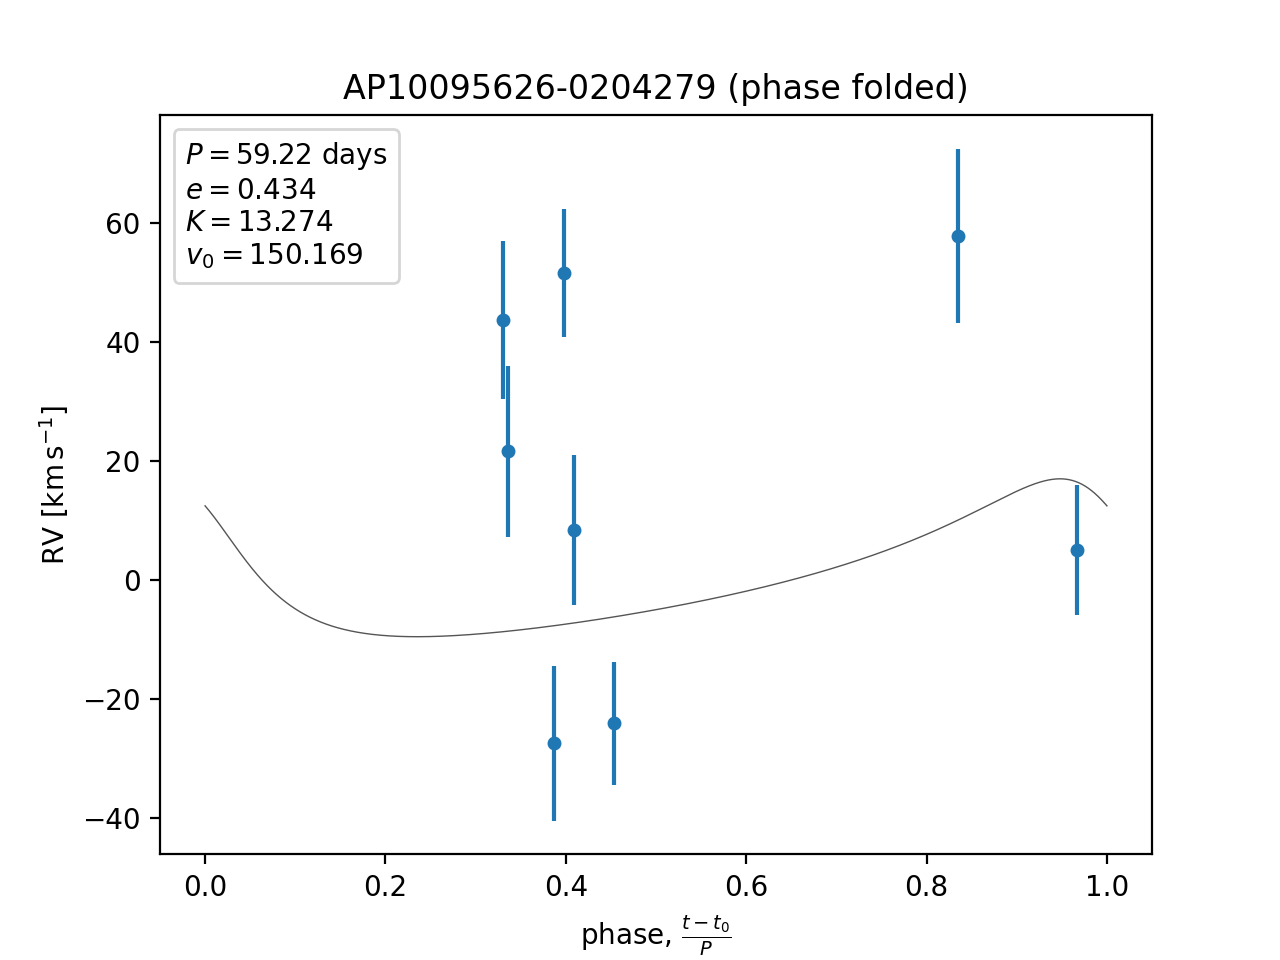 AP10095626-0204279 (phase folded)
P = 59.22 days
e = 0.434
K = 13.274
v₀ = 150.169
60
40
20
0
−20
−40
RV [km s⁻¹]
0.0 0.2 0.4 0.6 0.8 1.0
phase, (t − t₀)/P